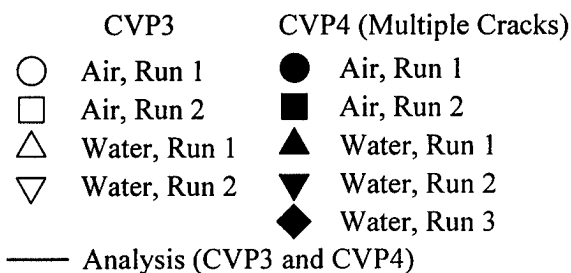 CVP3 CVP4 (Multiple Cracks)
Air, Run 1 Air, Run 1
Air, Run 2 Air, Run 2
Water, Run 1 Water, Run 1
Water, Run 2 Water, Run 2
Water, Run 3
Analysis (CVP3 and CVP4)